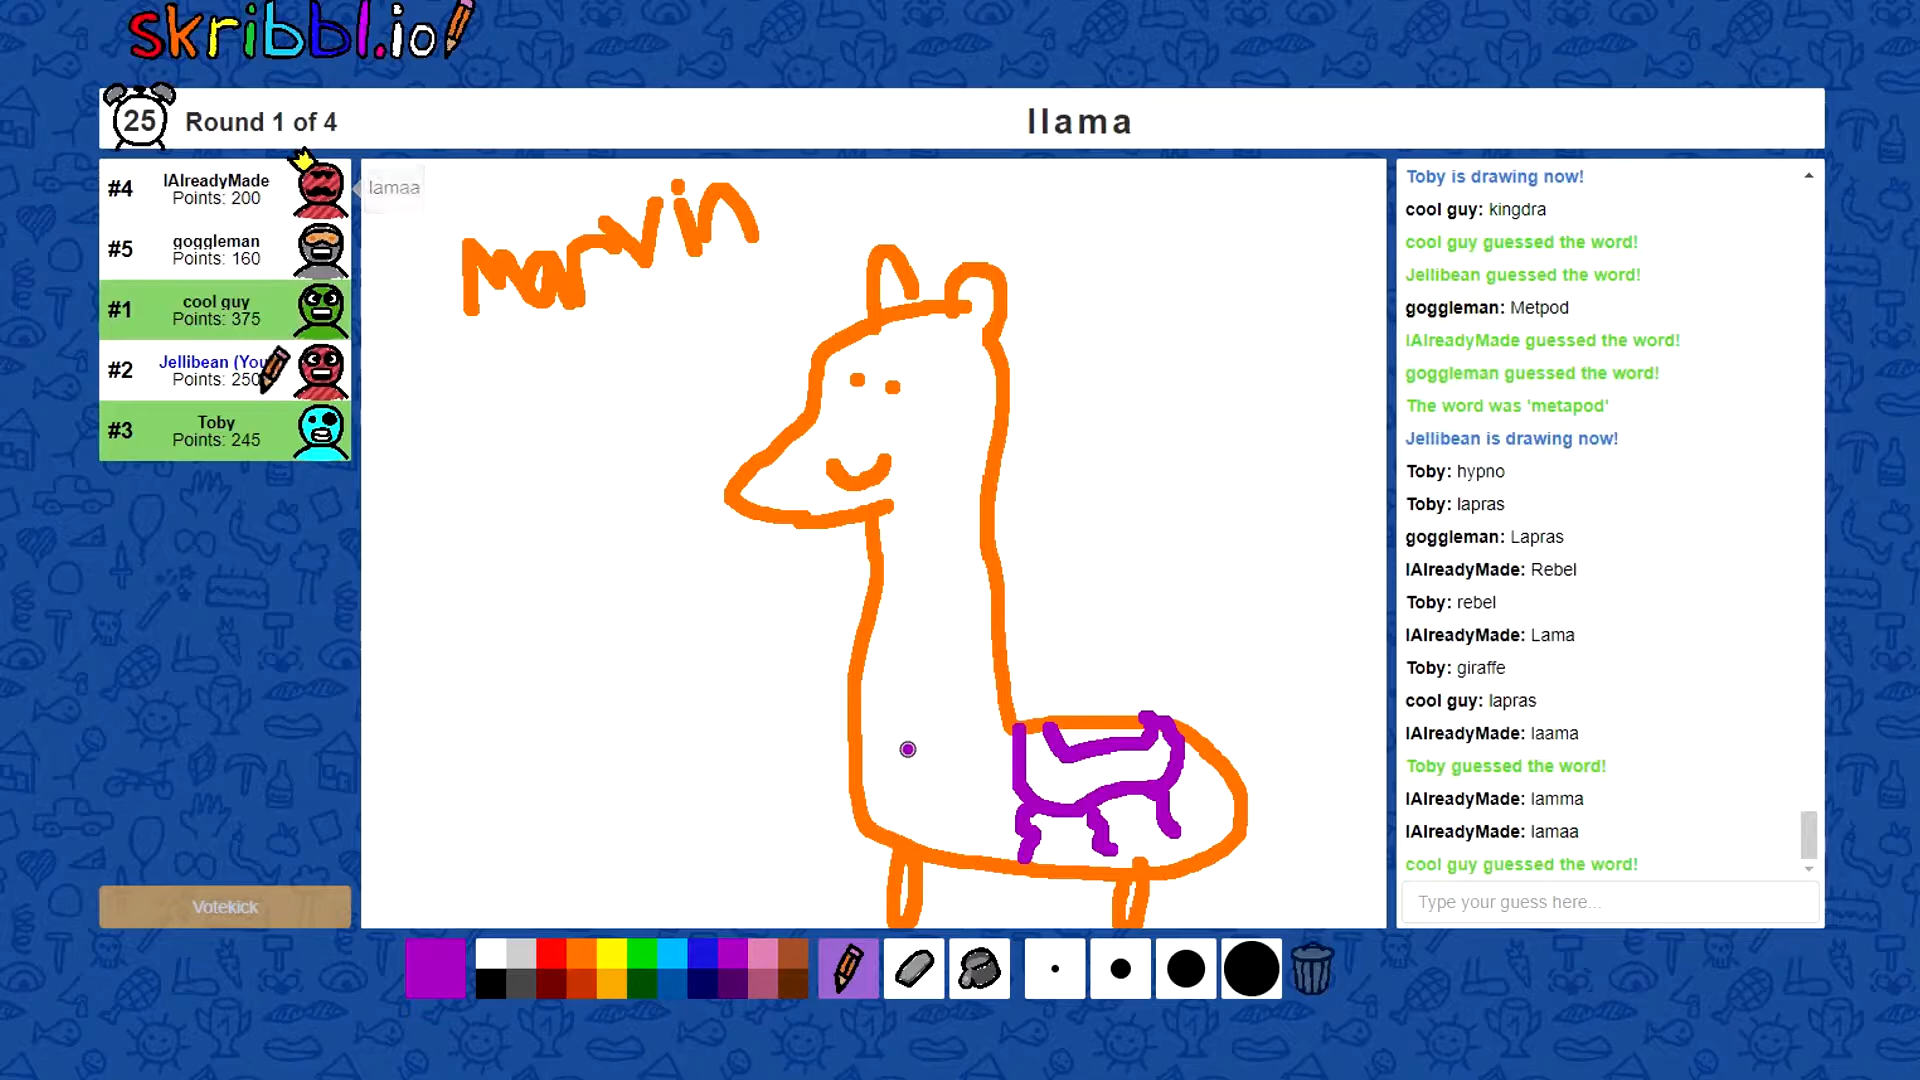 skribbl.io
25
Round 1 of 4
llama
#4
IAlreadyMade
Points: 200
lamaa
#5
goggleman
Points: 160
#1
cool guy
Points: 375
#2
Jellibean (You
Points: 250
#3
Toby
Points: 245
Votekick
Marvin
Toby is drawing now!
cool guy: kingdra
cool guy guessed the word!
Jellibean guessed the word!
goggleman: Metpod
IAlreadyMade guessed the word!
goggleman guessed the word!
The word was 'metapod'
Jellibean is drawing now!
Toby: hypno
Toby: lapras
goggleman: Lapras
IAlreadyMade: Rebel
Toby: rebel
IAlreadyMade: Lama
Toby: giraffe
cool guy: lapras
IAlreadyMade: laama
Toby guessed the word!
IAlreadyMade: lamma
IAlreadyMade: lamaa
cool guy guessed the word!
Type your guess here...